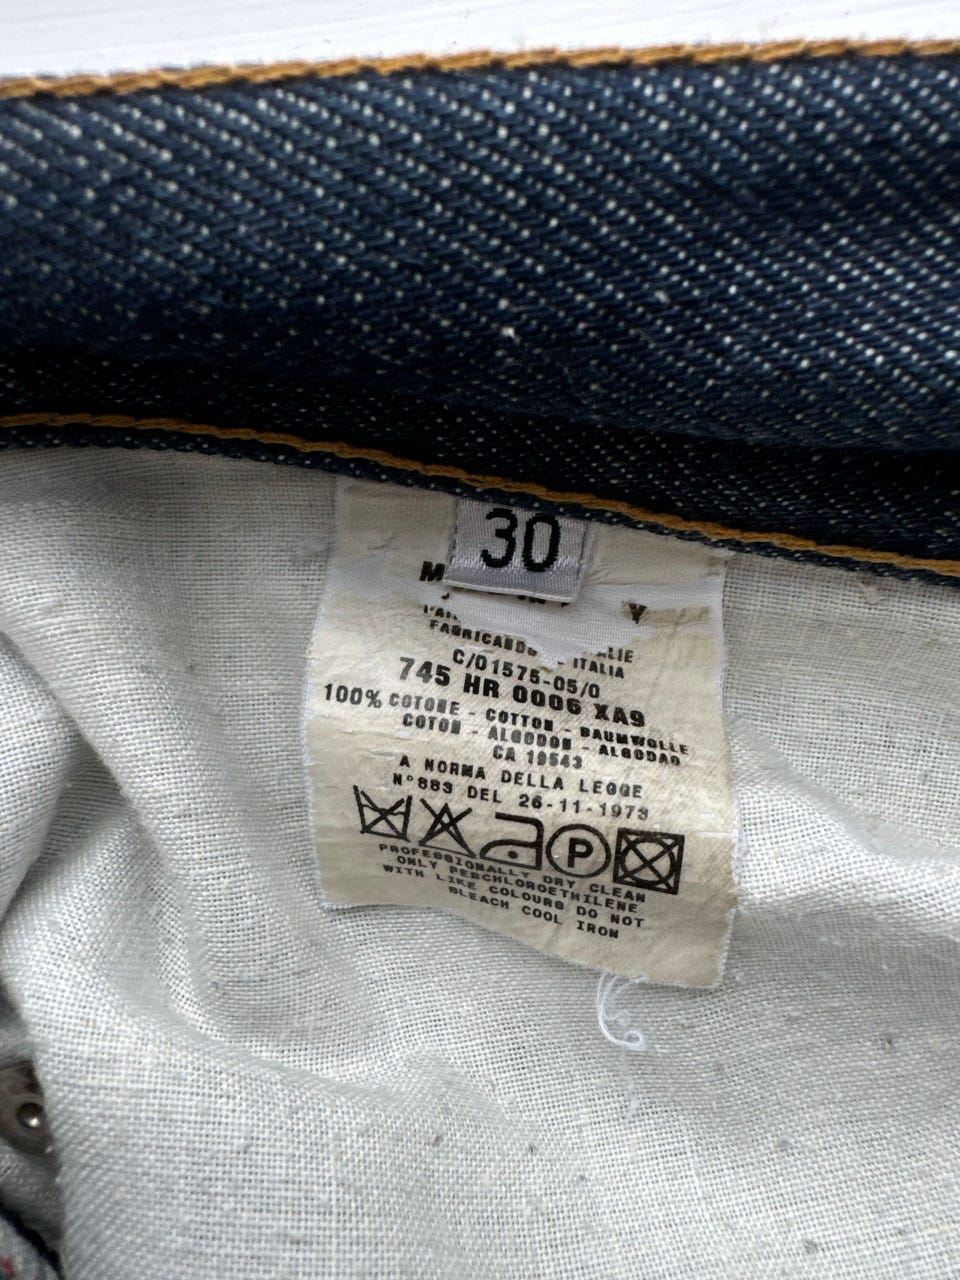 30
FABRICANDO
ITALIA
C/01575-05/0
745 HR 0006 XA9
100% COTONE - COTTON - BAUMWOLLE
COTON - ALGODON - ALGODAO
CA 19543
A NORMA DELLA LEGGE
N°883 DEL 26-11-1973
P
PROFESSIONALLY DRY CLEAN
ONLY PERCHLOROETHILENE
WITH LIKE COLOURS DO NOT
BLEACH COOL IRON